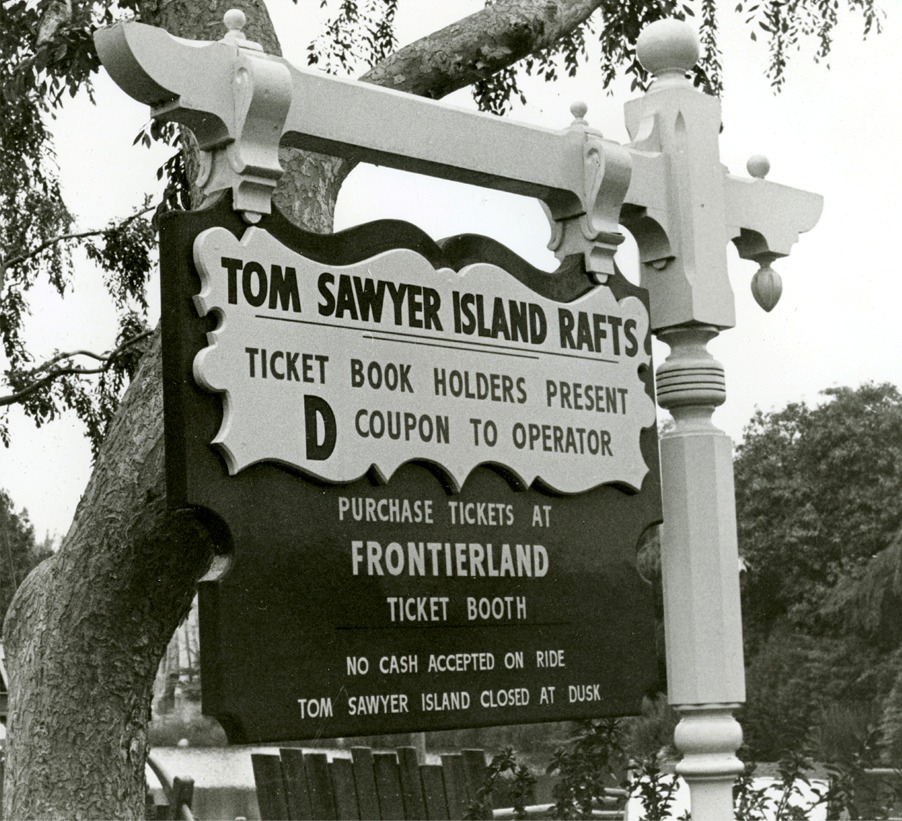 TOM SAWYER ISLAND RAFTS
TICKET BOOK HOLDERS PRESENT
D COUPON TO OPERATOR
PURCHASE TICKETS AT
FRONTIERLAND
TICKET BOOTH
NO CASH ACCEPTED ON RIDE
TOM SAWYER ISLAND CLOSED AT DUSK